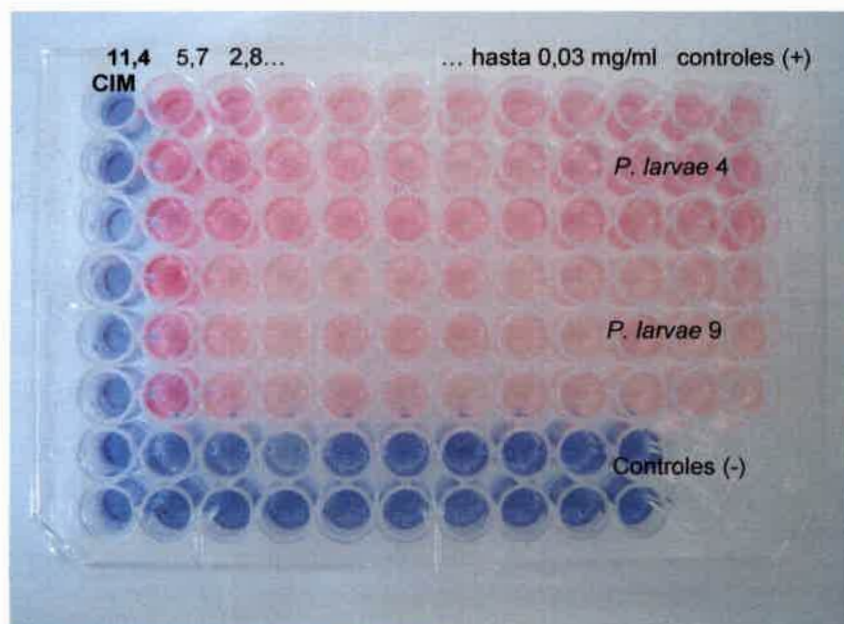 11,4 5,7 2,8... ... hasta 0,03 mg/ml controles (+)
CIM
P. larvae 4
P. larvae 9
Controles (-)